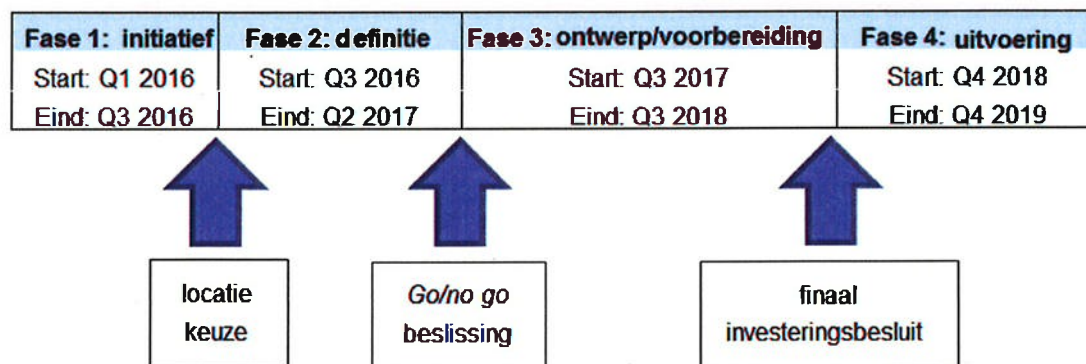 Fase 1: initiatief Fase 2: definitie Fase 3: ontwerp/voorbereiding Fase 4: uitvoering
Start: Q1 2016 Start: Q3 2016 Start: Q3 2017 Start: Q4 2018
Eind: Q3 2016 Eind: Q2 2017 Eind: Q3 2018 Eind: Q4 2019
locatie
keuze
Go/no go
beslissing
finaal
investeringsbesluit